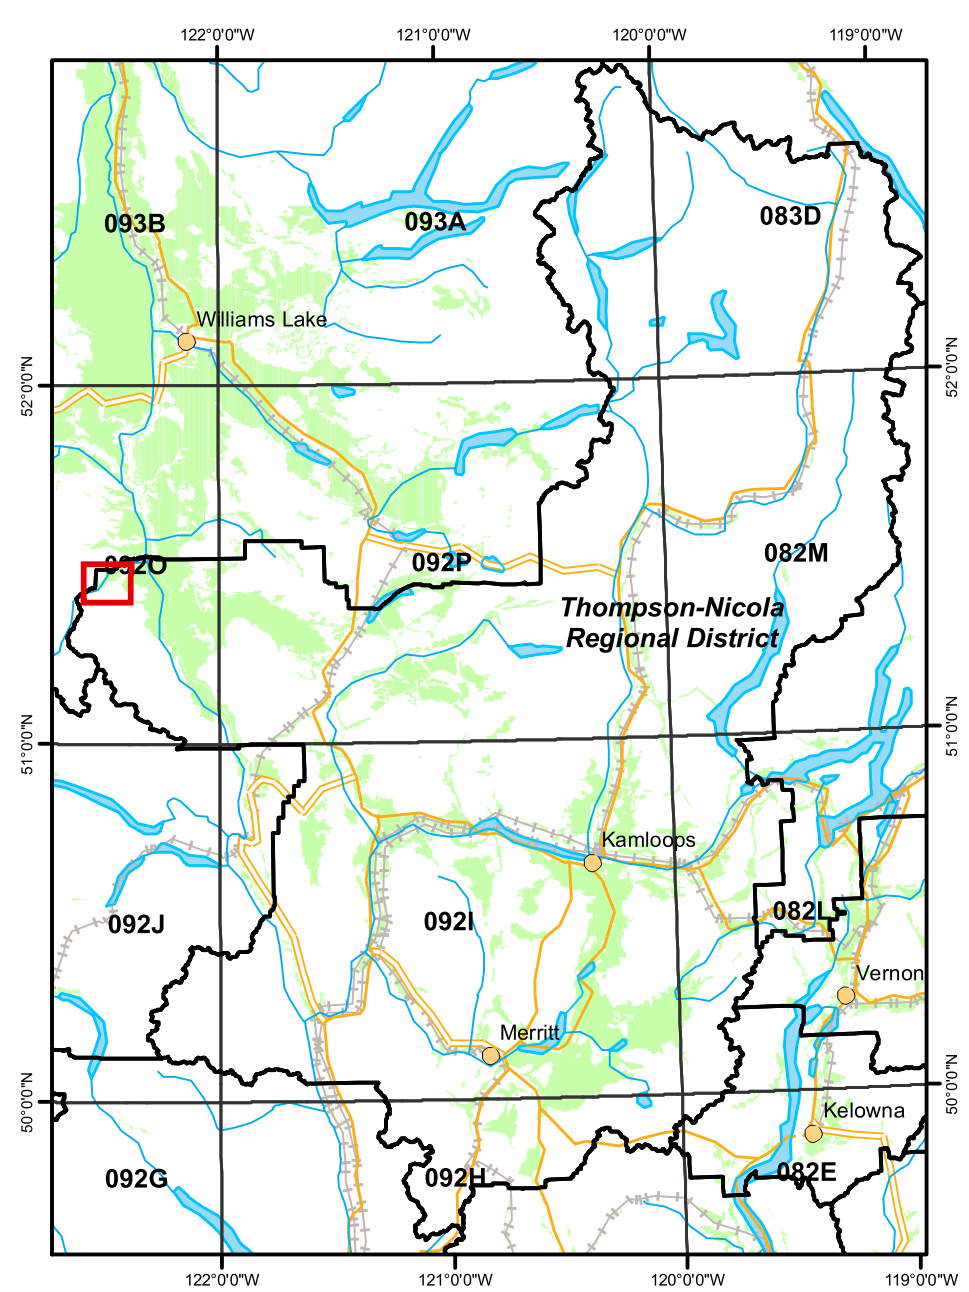 122°0'0"W 121°0'0"W 120°0'0"W 119°0'0"W
093B
093A
083D
Williams Lake
52°0'0"N
52°0'0"N
092O
092P
082M
Thompson-Nicola
Regional District
51°0'0"N
51°0'0"N
Kamloops
092J
092I
082L
Vernon
Merritt
50°0'0"N
50°0'0"N
Kelowna
092G
092H
082E
122°0'0"W 121°0'0"W 120°0'0"W 119°0'0"W